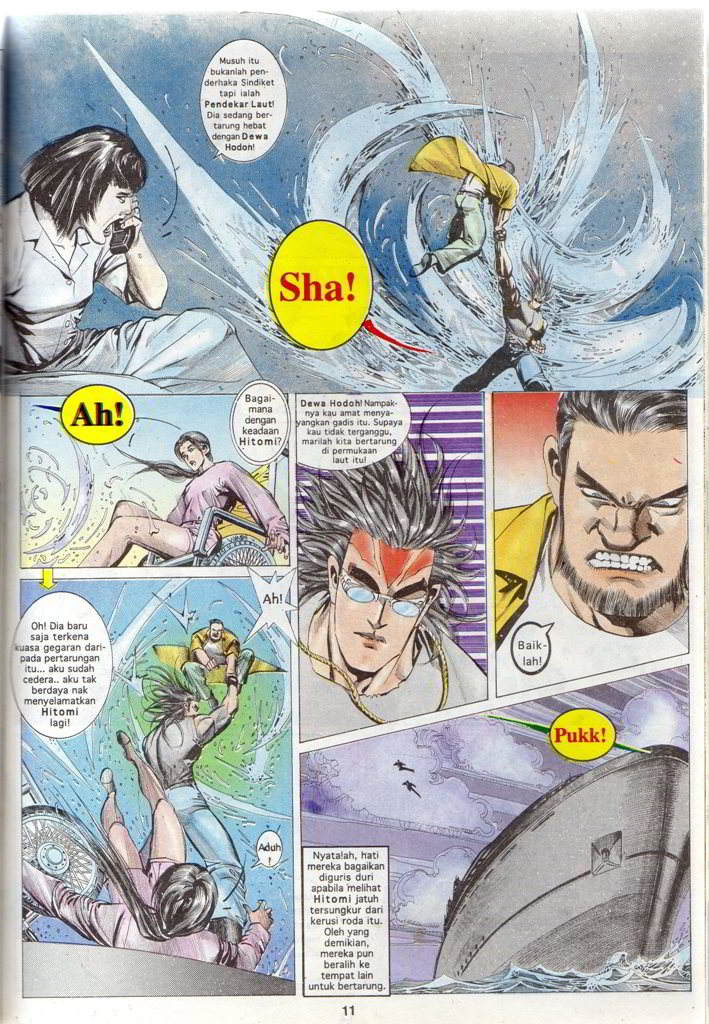 Musuh itu
bukanlah pen-
derhaka Sindiket
tapi ialah
Pendekar Laut!
Dia sedang ber-
tarung hebat
dengan Dewa
Hodoh!
Sha!
Ah!
Bagai-
mana
dengan
keadaan
Hitomi?
Dewa Hodoh! Nampak-
nya kau amat menya-
yangkan gadis itu. Supaya
kau tidak terganggu,
marilah kita bertarung
di permukaan
laut itu!
Baik-
lah!
Oh! Dia baru
saja terkena
kuasa gegaran dari-
pada pertarungan
itu... aku sudah
cedera.. aku tak
berdaya nak
menyelamatkan
Hitomi
lagi!
Ah!
Aduh
!
Pukk!
Nyatalah, hati
mereka bagaikan
diguris duri
apabila melihat
Hitomi jatuh
tersungkur dari
kerusi roda itu.
Oleh yang
demikian,
mereka pun
beralih ke
tempat lain
untuk bertarung.
11